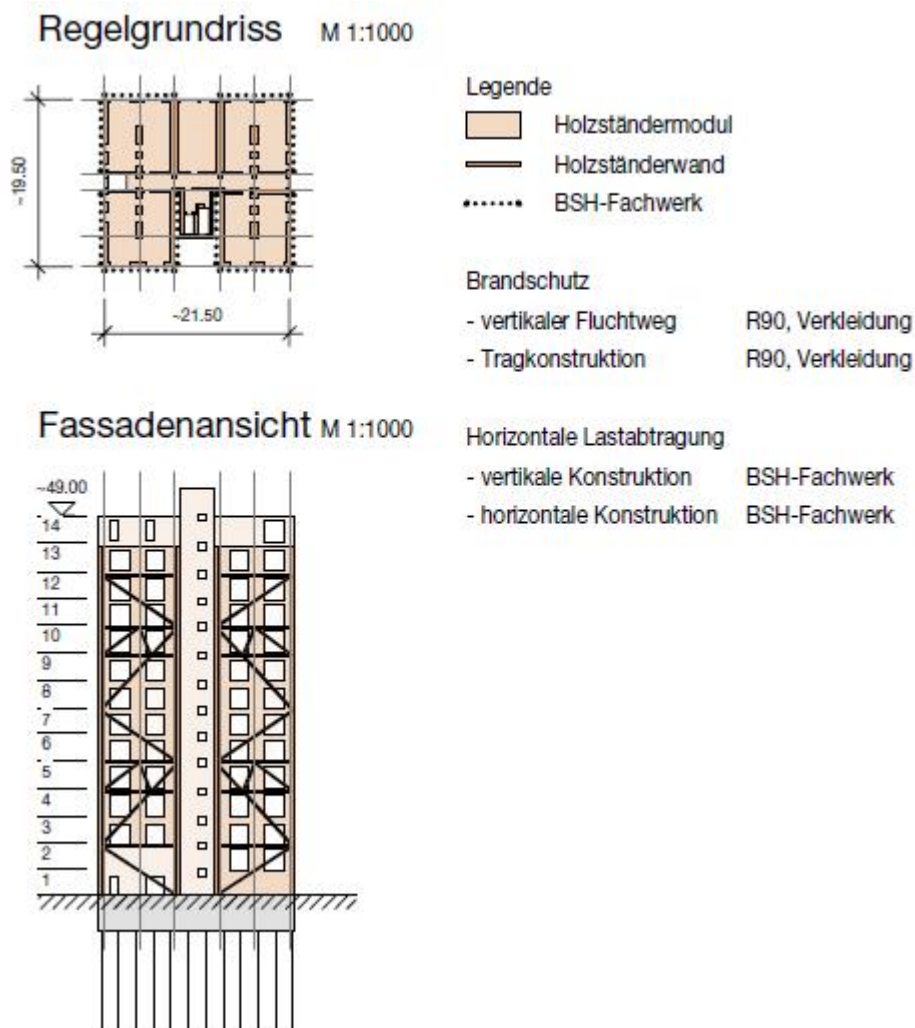 Regelgrundriss M 1:1000
~19.50
~21.50
Legende
Holzständermodul
Holzständerwand
BSH-Fachwerk
Brandschutz
- vertikaler Fluchtweg R90, Verkleidung
- Tragkonstruktion R90, Verkleidung
Fassadenansicht M 1:1000
Horizontale Lastabtragung
- vertikale Konstruktion BSH-Fachwerk
- horizontale Konstruktion BSH-Fachwerk
~49.00
14
13
12
11
10
9
8
7
6
5
4
3
2
1